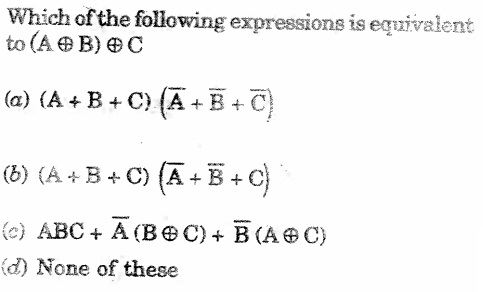 Which of the following expressions is equivalent
to (A ⊕ B) ⊕ C
(a) (A + B + C) (A̅ + B̅ + C̅)
(b) (A + B + C) (A̅ + B̅ + C)
(c) ABC + A̅ (B ⊕ C) + B̅ (A ⊕ C)
(d) None of these